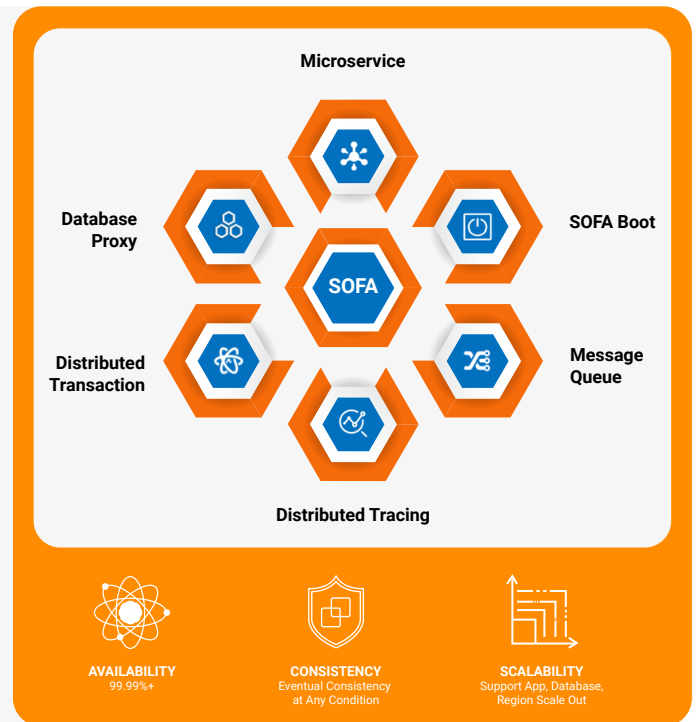 Microservice
Database
Proxy
SOFA Boot
SOFA
Distributed
Transaction
Message
Queue
Distributed Tracing
AVAILABILITY
99.99%+
CONSISTENCY
Eventual Consistency
at Any Condition
SCALABILITY
Support App, Database,
Region Scale Out